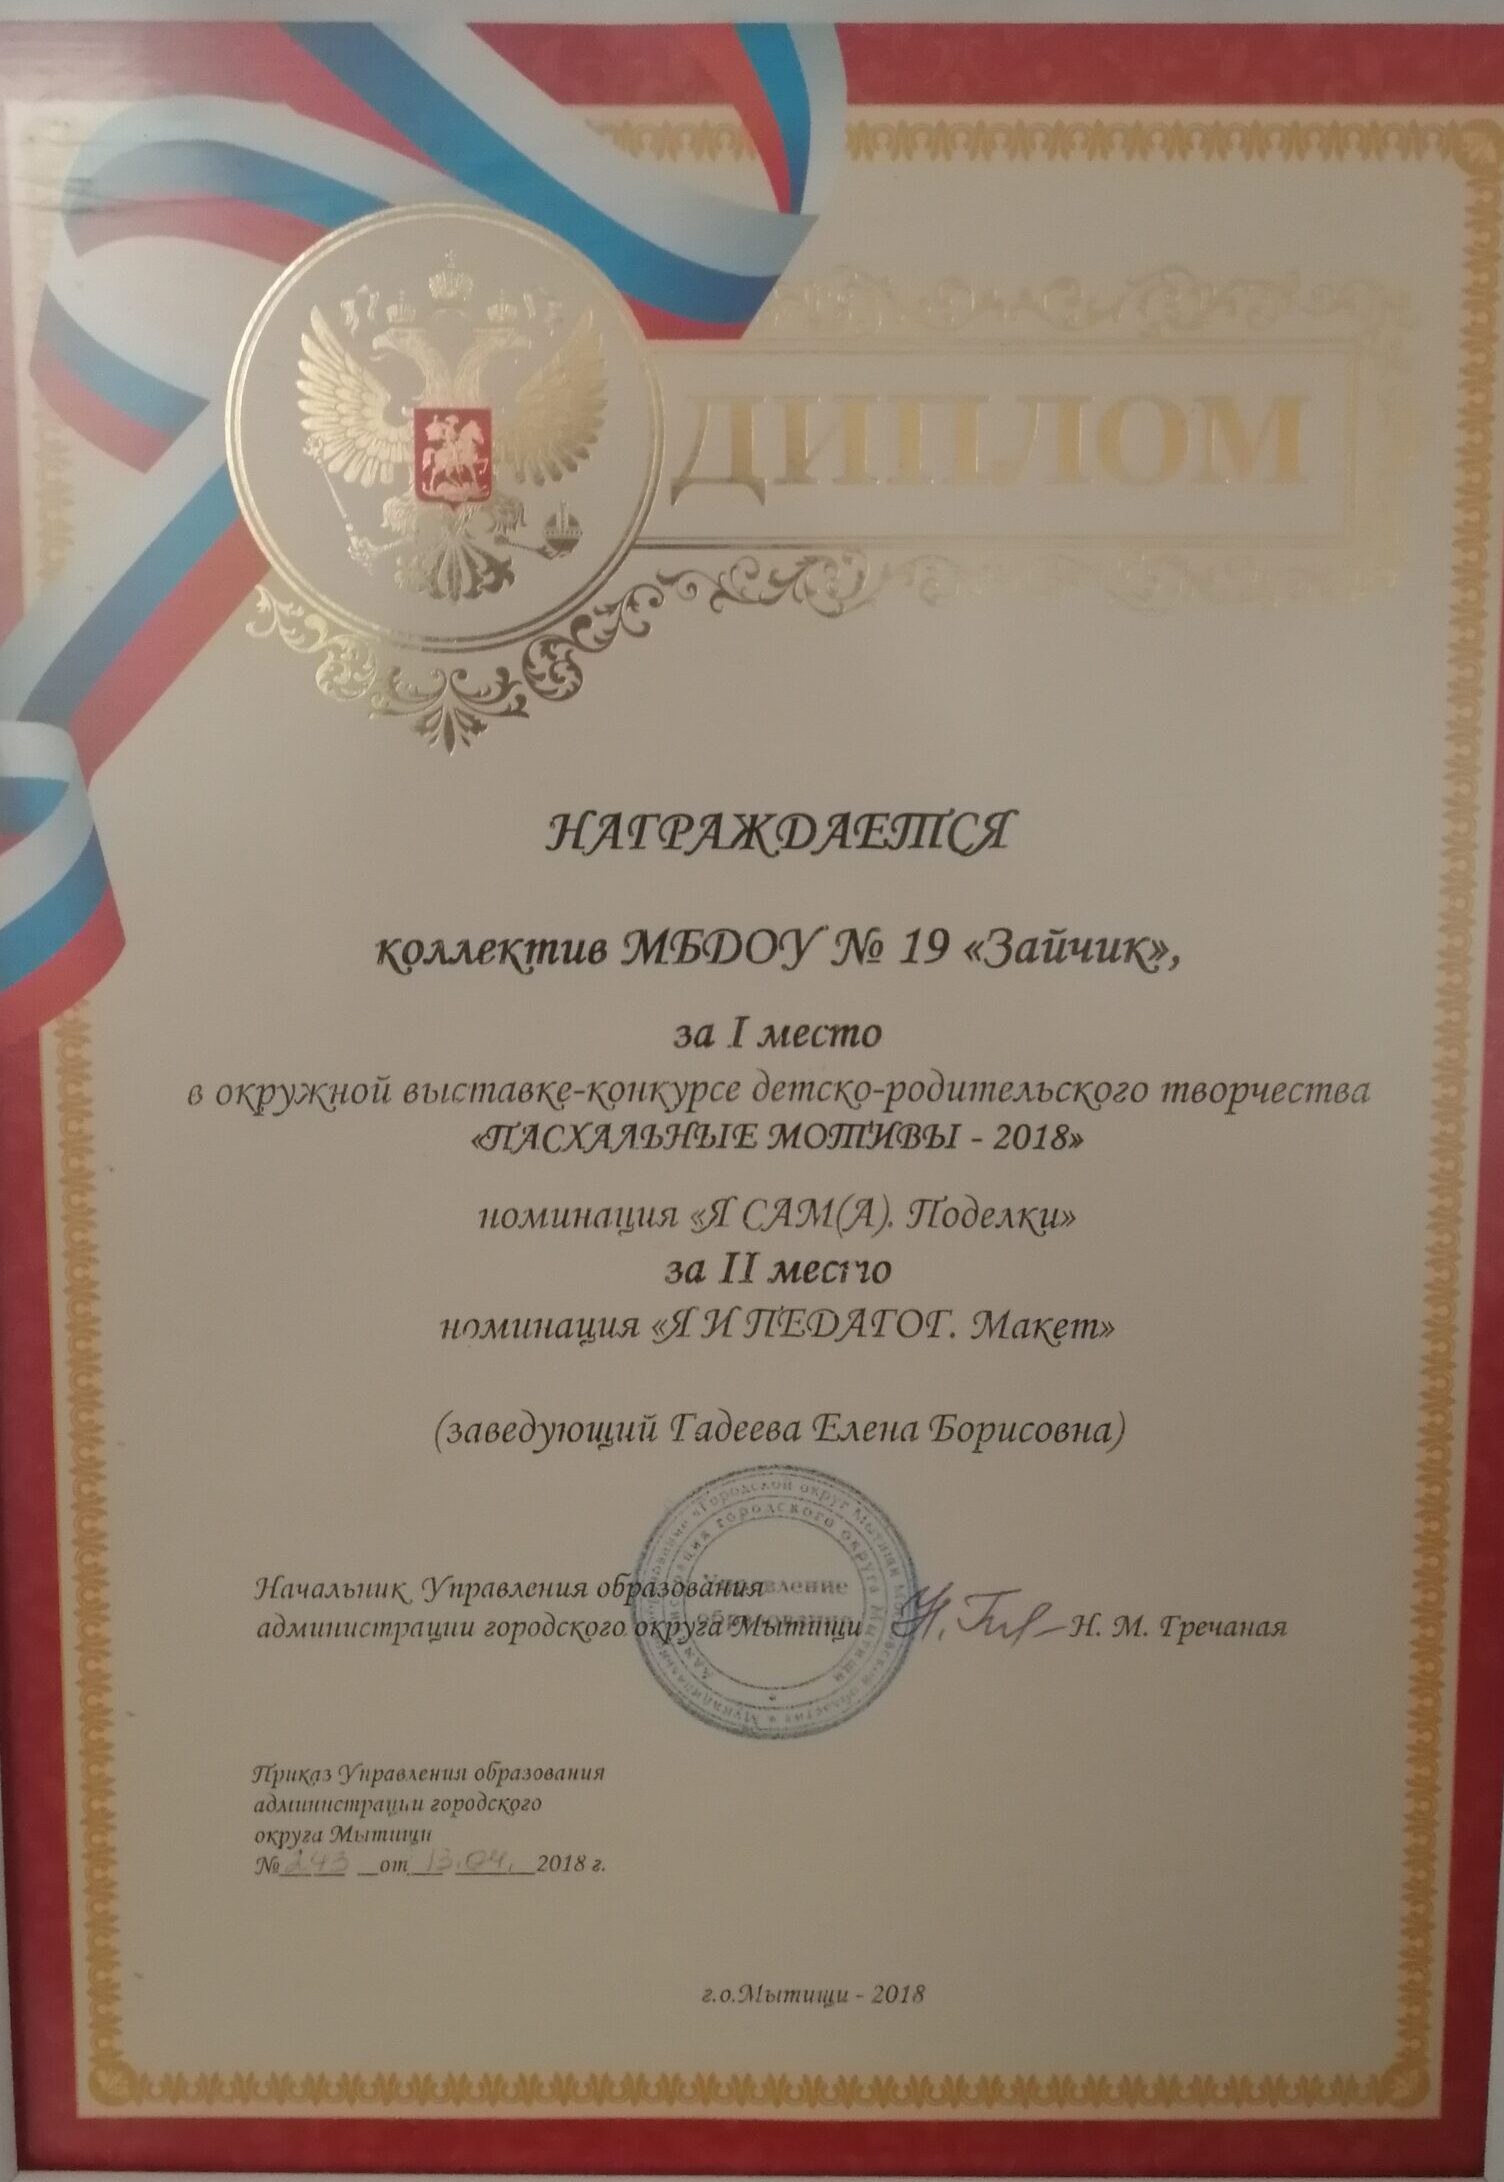 ДИПЛОМ
НАГРАЖДАЕТСЯ
коллектив МБДОУ № 19 «Зайчик»,
за I место
в окружной выставке-конкурсе детско-родительского творчества
«ПАСХАЛЬНЫЕ МОТИВЫ - 2018»
номинация «Я САМ(А). Поделки»
за II место
номинация «Я И ПЕДАГОГ. Макет»
(заведующий Гадеева Елена Борисовна)
Начальник Управления образования
администрации городского округа Мытищи Н. М. Гречаная
Управление
образования
Приказ Управления образования
администрации городского
округа Мытищи
№ 243 от 13.04. 2018 г.
г.о.Мытищи - 2018